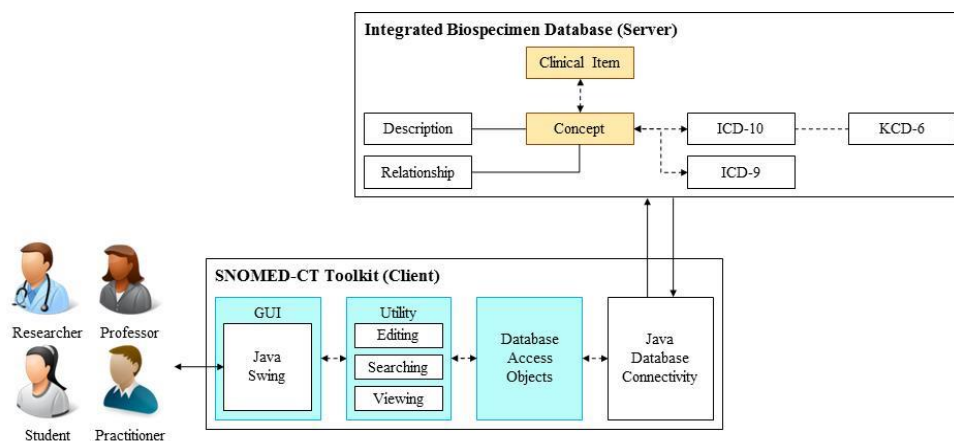 Integrated Biospecimen Database (Server)
Clinical Item
Description
Concept
ICD-10
KCD-6
Relationship
ICD-9
SNOMED-CT Toolkit (Client)
GUI
Java
Swing
Utility
Editing
Searching
Viewing
Database
Access
Objects
Java
Database
Connectivity
Researcher
Professor
Student
Practitioner